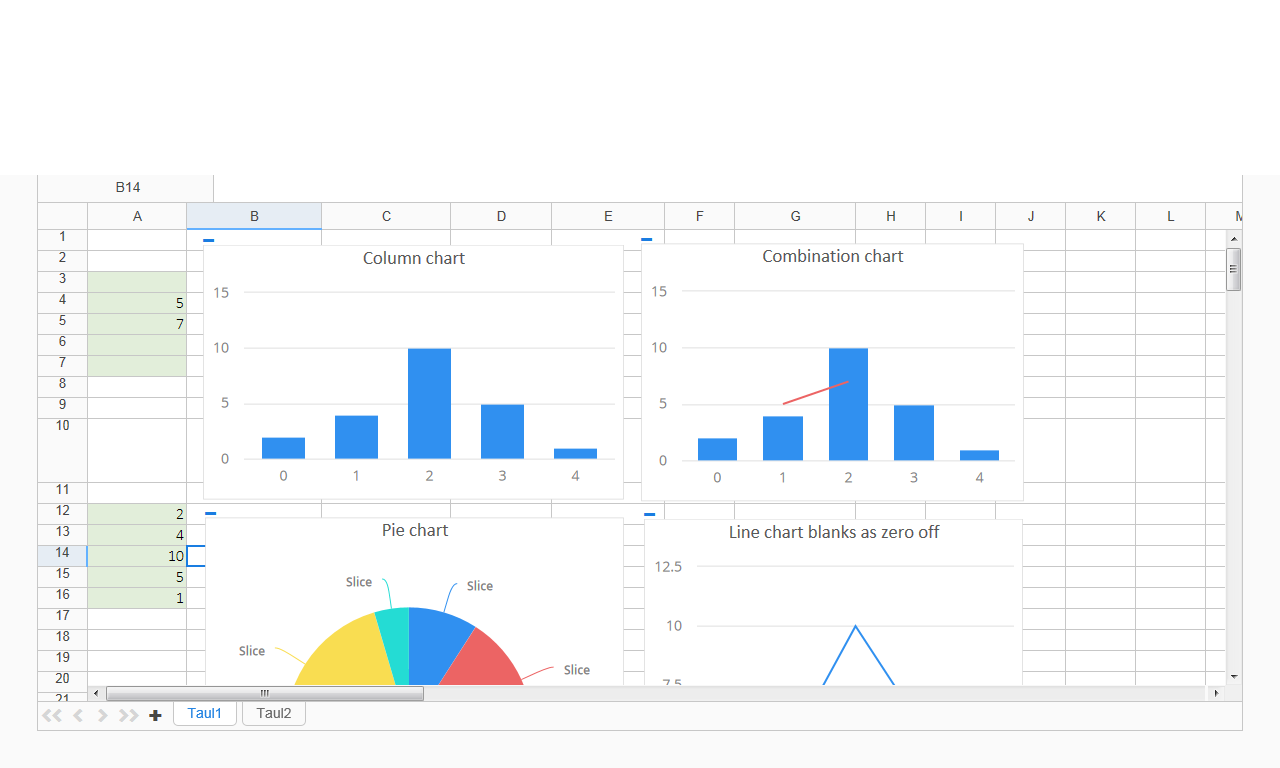 B14
A B C D E F G H I J K L M
1
2
3
4 5
5 7
6
7
8
9
10
11
12 2
13 4
14 10
15 5
16 1
17
18
19
20
21
Column chart
15
10
5
0
0 1 2 3 4
Combination chart
15
10
5
0
0 1 2 3 4
Pie chart
Slice
Slice
Slice
Slice
Line chart blanks as zero off
12.5
10
7.5
Taul1 Taul2